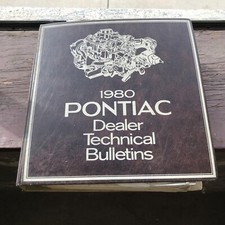 1980
PONTIAC
Dealer
Technical
Bulletins